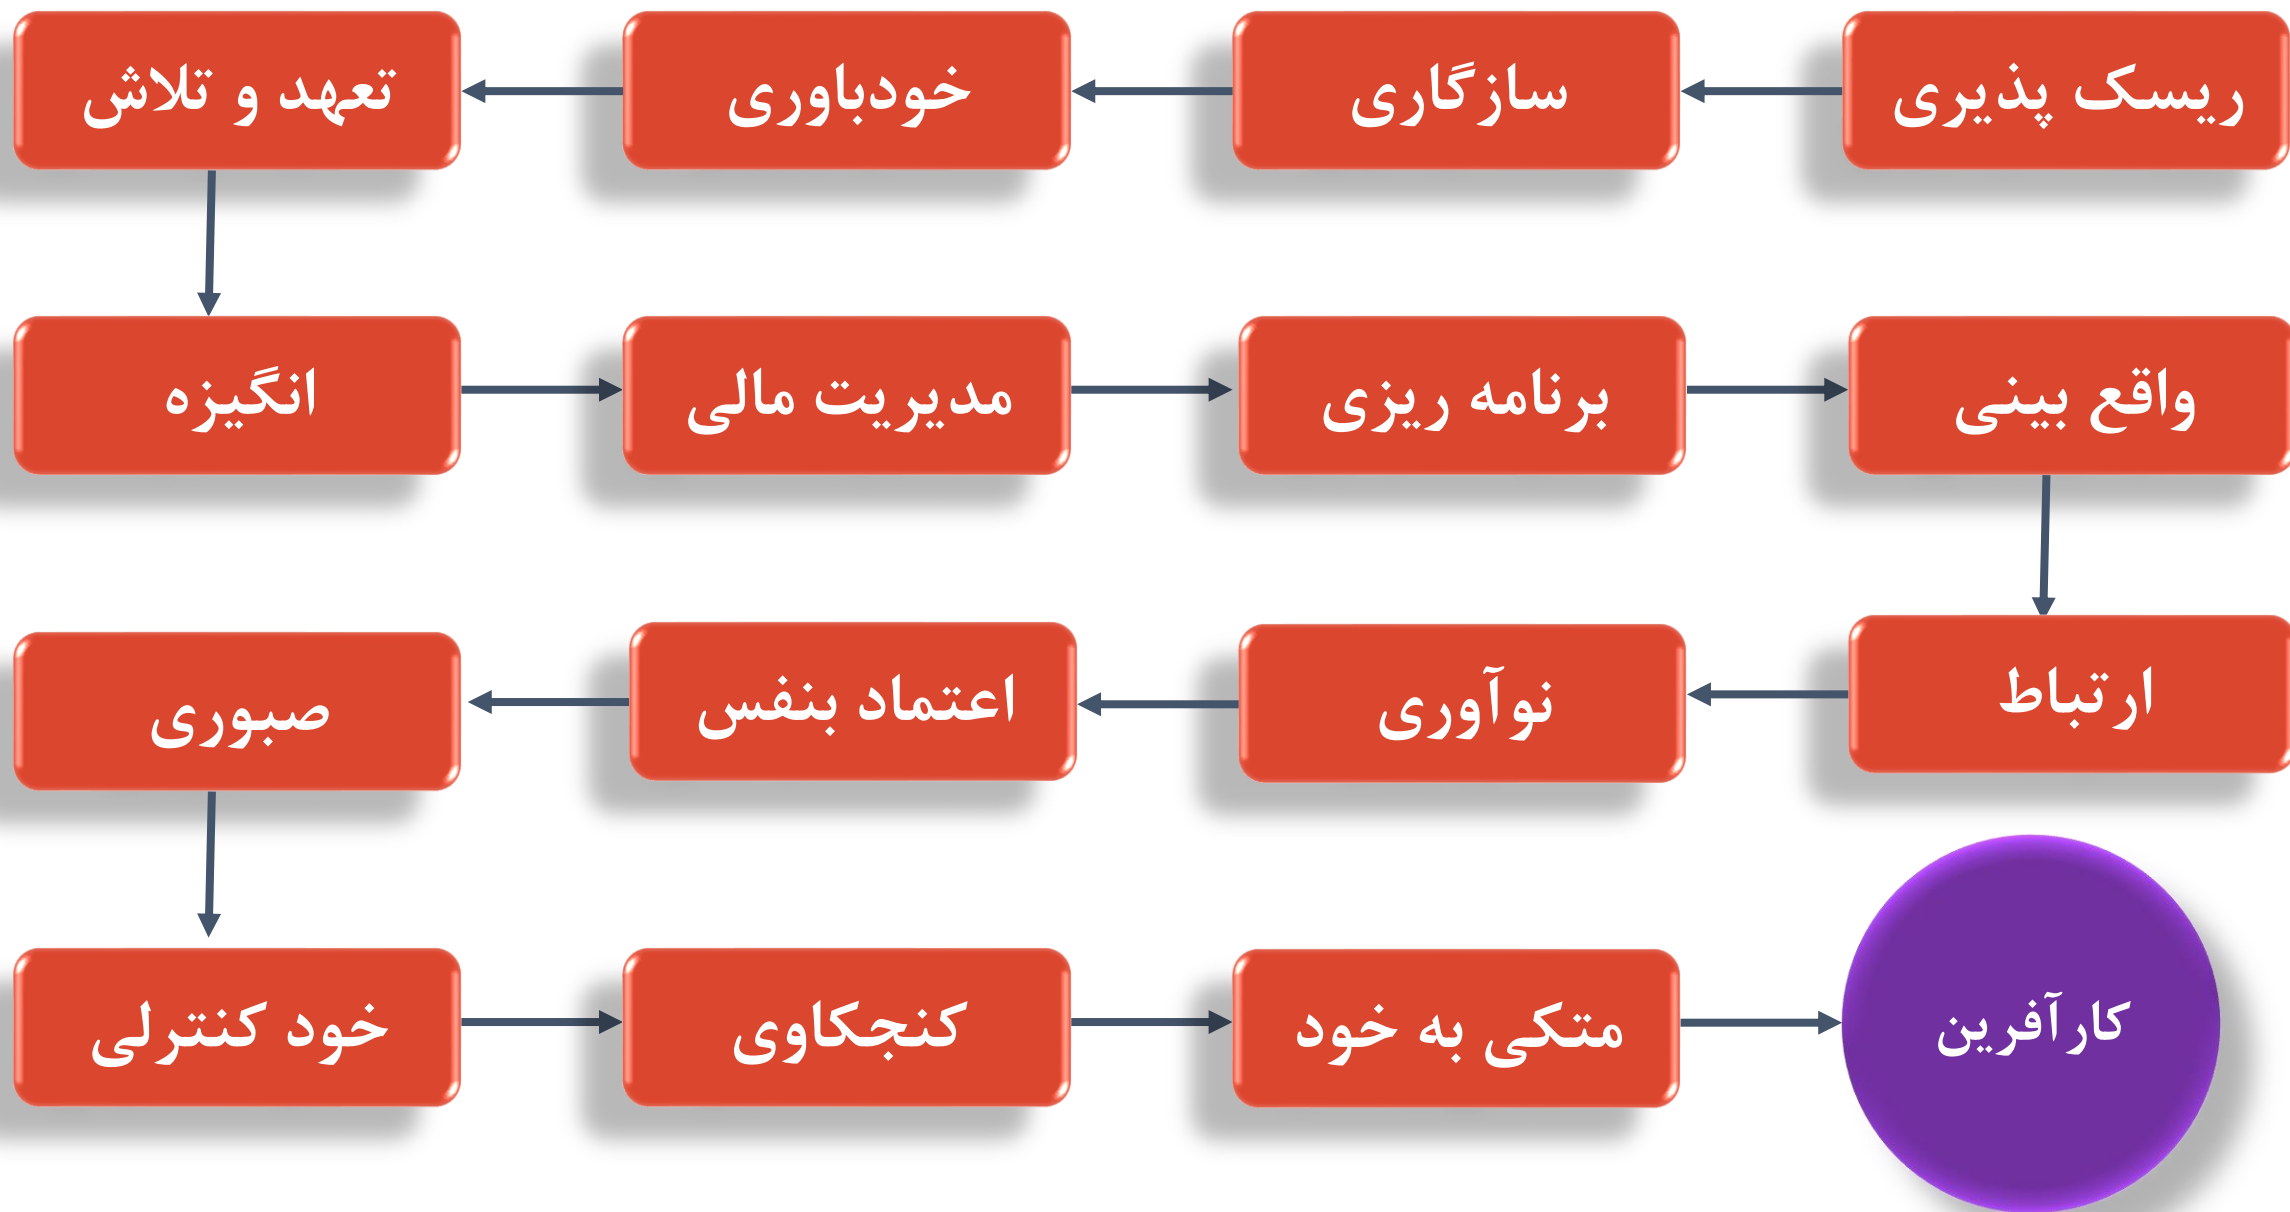 ریسک پذیری
سازگاری
خودباوری
تعهد و تلاش
انگیزه
مدیریت مالی
برنامه ریزی
واقع بینی
ارتباط
نوآوری
اعتماد بنفس
صبوری
خود کنترلی
کنجکاوی
متکی به خود
کارآفرین